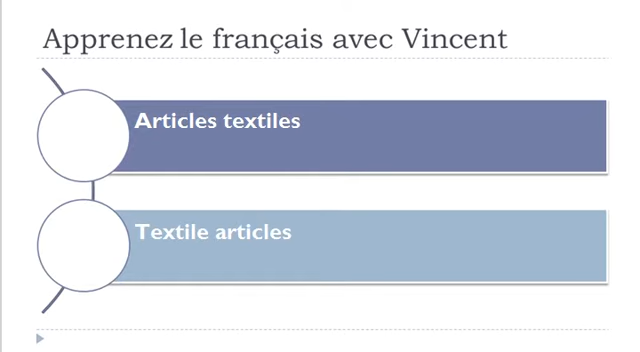 Apprenez le français avec Vincent
Articles textiles
Textile articles